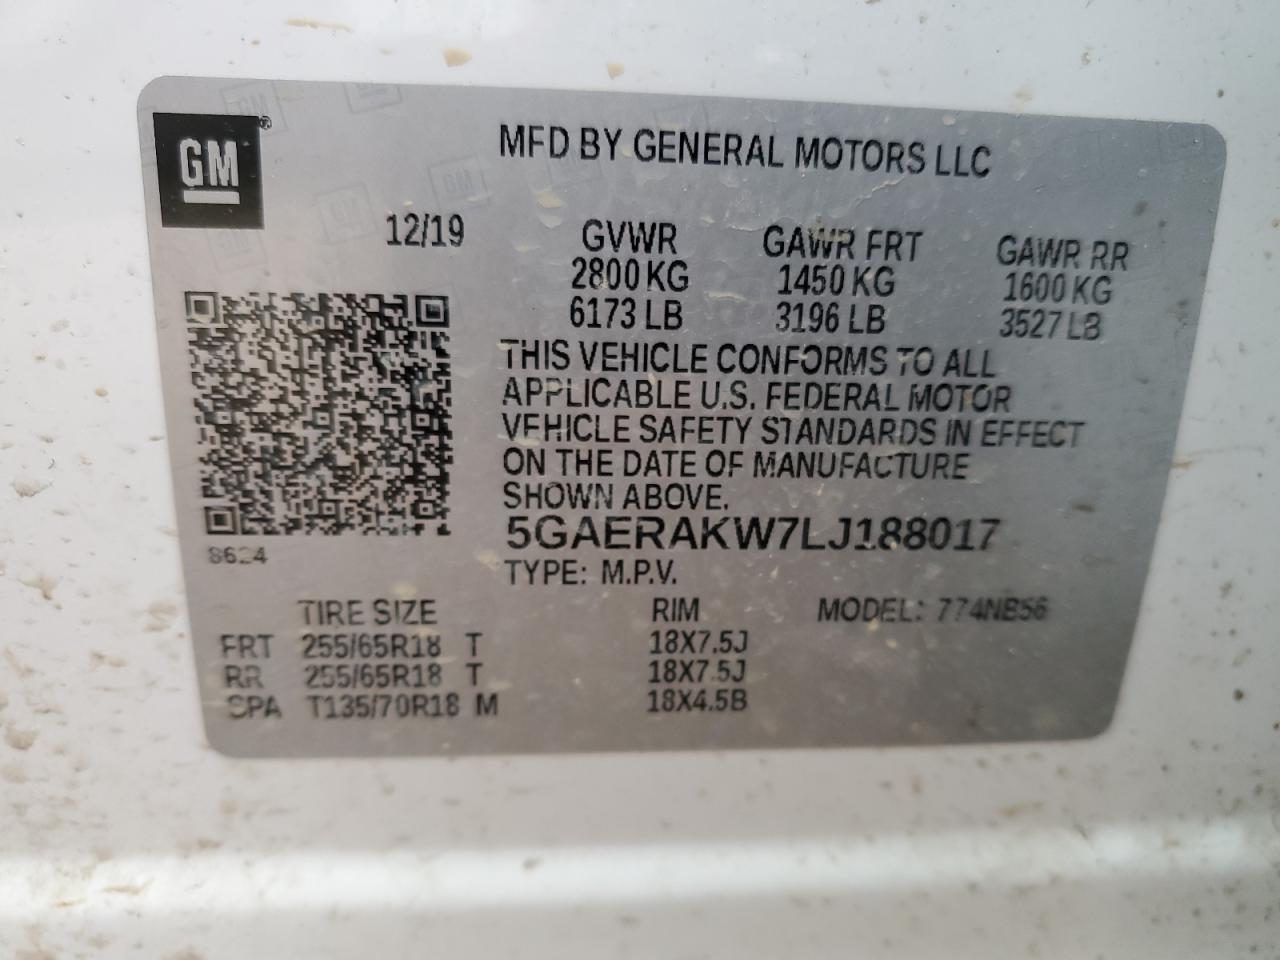 GM
MFD BY GENERAL MOTORS LLC
12/19 GVWR GAWR FRT GAWR RR
2800 KG 1450 KG 1600 KG
6173 LB 3196 LB 3527 LB
THIS VEHICLE CONFORMS TO ALL
APPLICABLE U.S. FEDERAL MOTOR
VEHICLE SAFETY STANDARDS IN EFFECT
ON THE DATE OF MANUFACTURE
SHOWN ABOVE.
5GAERAKW7LJ188017
8624
TYPE: M.P.V.
TIRE SIZE RIM MODEL: 774NB56
FRT 255/65R18 T 18X7.5J
RR 255/65R18 T 18X7.5J
SPA T135/70R18 M 18X4.5B